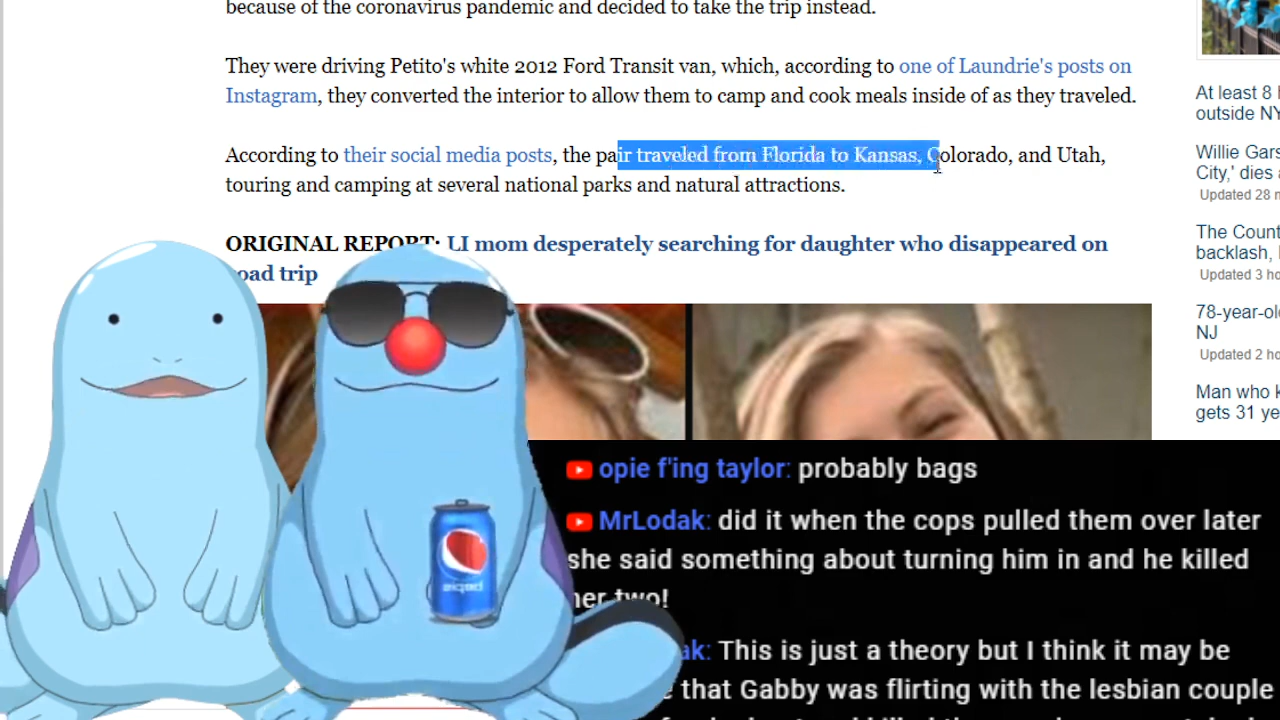 because of the coronavirus pandemic and decided to take the trip instead.
They were driving Petito's white 2012 Ford Transit van, which, according to one of Laundrie's posts on
Instagram, they converted the interior to allow them to camp and cook meals inside of as they traveled.
According to their social media posts, the pair traveled from Florida to Kansas, Colorado, and Utah,
touring and camping at several national parks and natural attractions.
ORIGINAL REPORT: LI mom desperately searching for daughter who disappeared on
road trip
At least 8
outside NY
Willie Gars
City,' dies a
Updated 28 m
The Count
backlash,
Updated 3 ho
78-year-old
NJ
Updated 2 ho
Man who k
gets 31 ye
opie f'ing taylor: probably bags
MrLodak: did it when the cops pulled them over later
she said something about turning him in and he killed
her two!
ak: This is just a theory but I think it may be
that Gabby was flirting with the lesbian couple